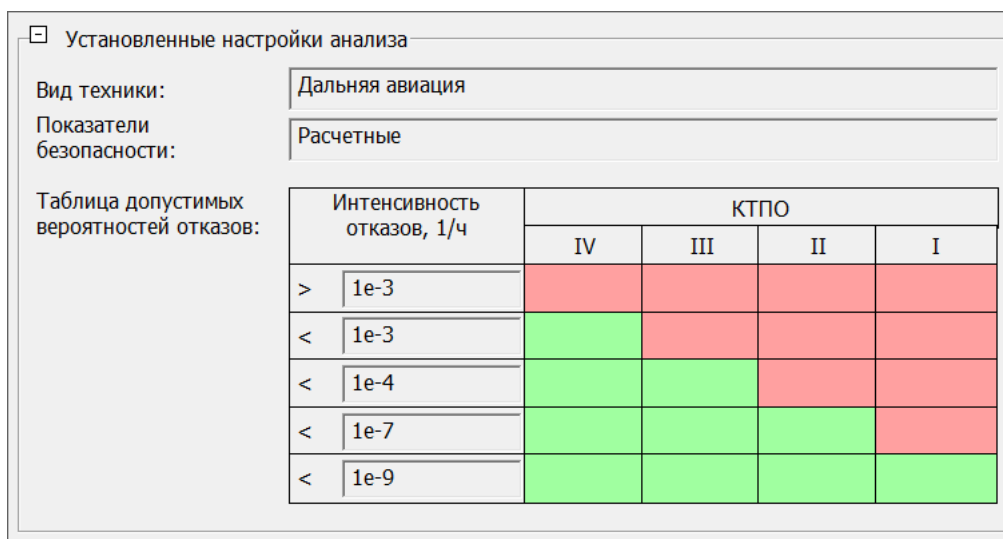 Установленные настройки анализа
Вид техники:
Дальняя авиация
Показатели
безопасности:
Расчетные
Таблица допустимых
вероятностей отказов:
Интенсивность
отказов, 1/ч
КТПО
IV III II I
> 1e-3
< 1e-3
< 1e-4
< 1e-7
< 1e-9